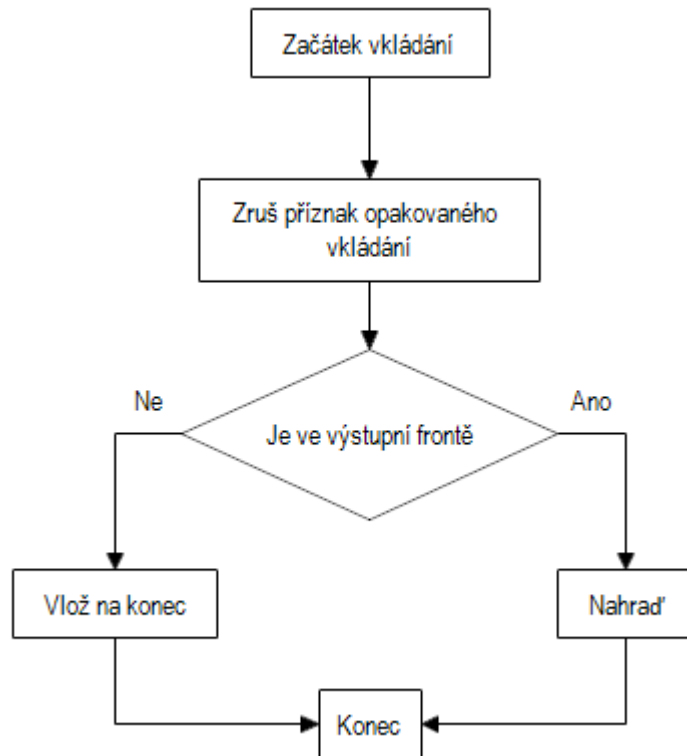 Začátek vkládání
Zruš příznak opakovaného
vkládání
Ne
Ano
Je ve výstupní frontě
Vlož na konec
Nahraď
Konec